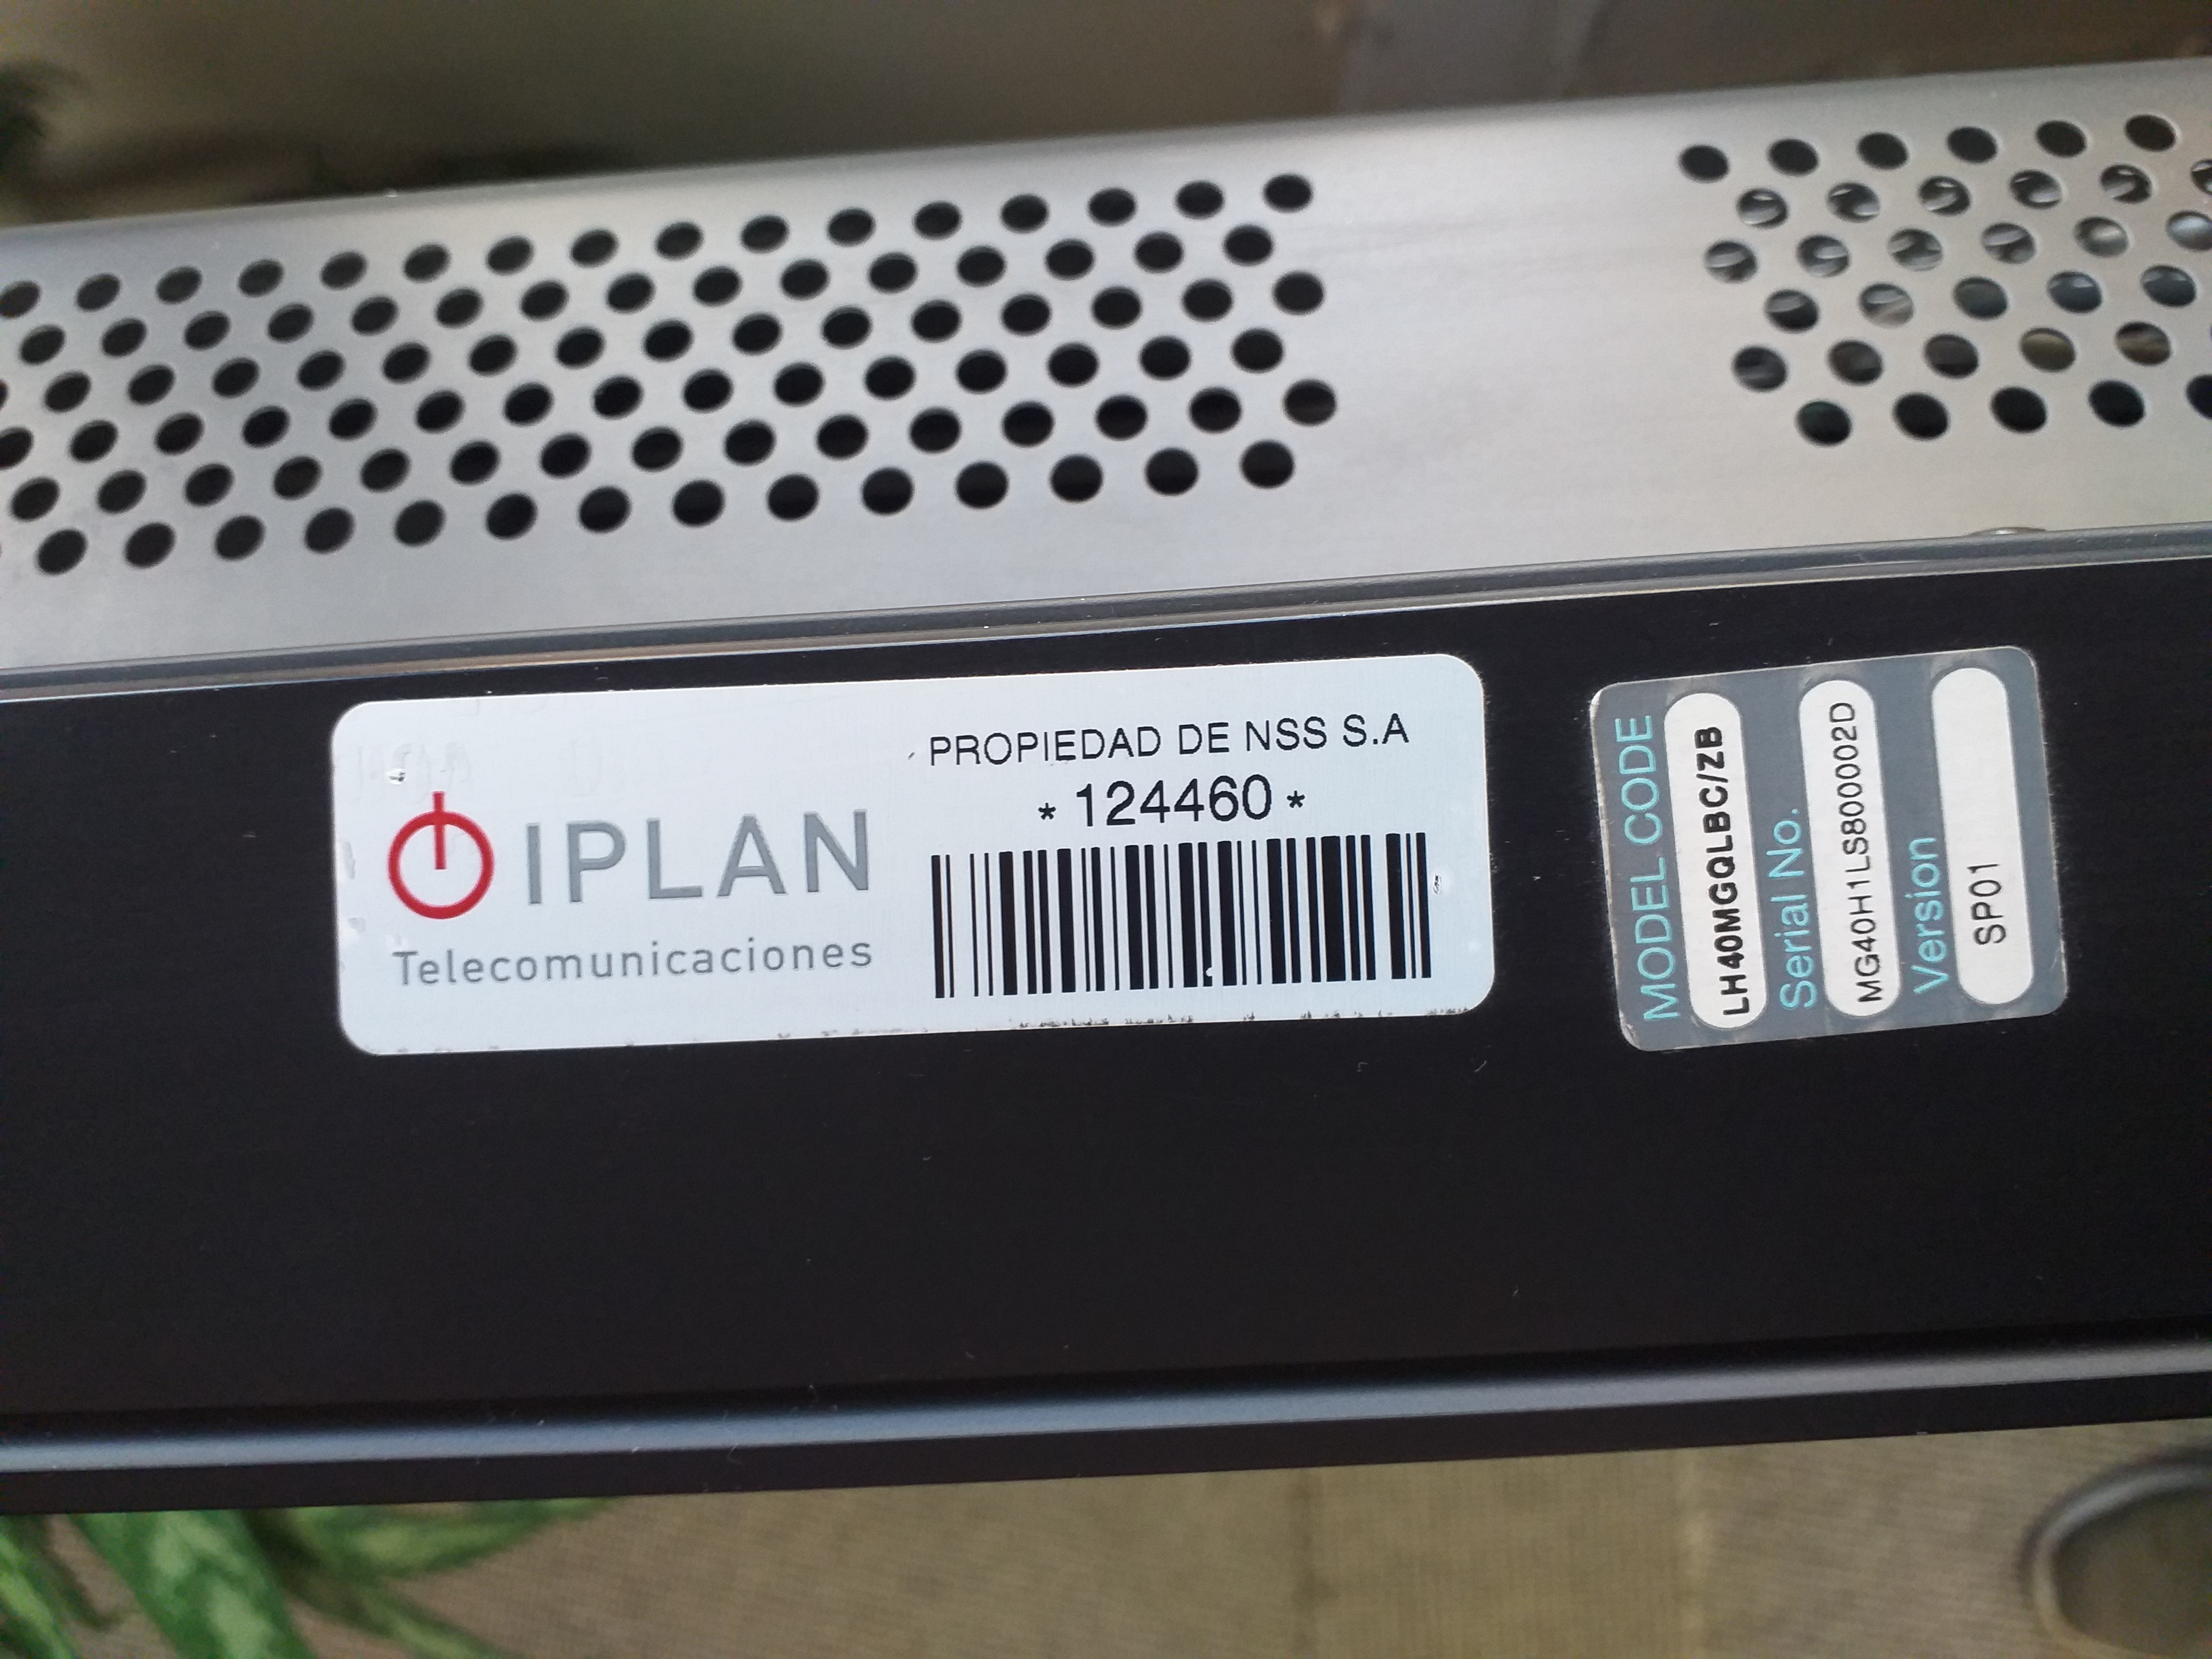 IPLAN
Telecomunicaciones
PROPIEDAD DE NSS S.A
* 124460 *
MODEL CODE
LH40MGQLBC/ZB
Serial No.
MG40H1LS800002D
Version
SP01